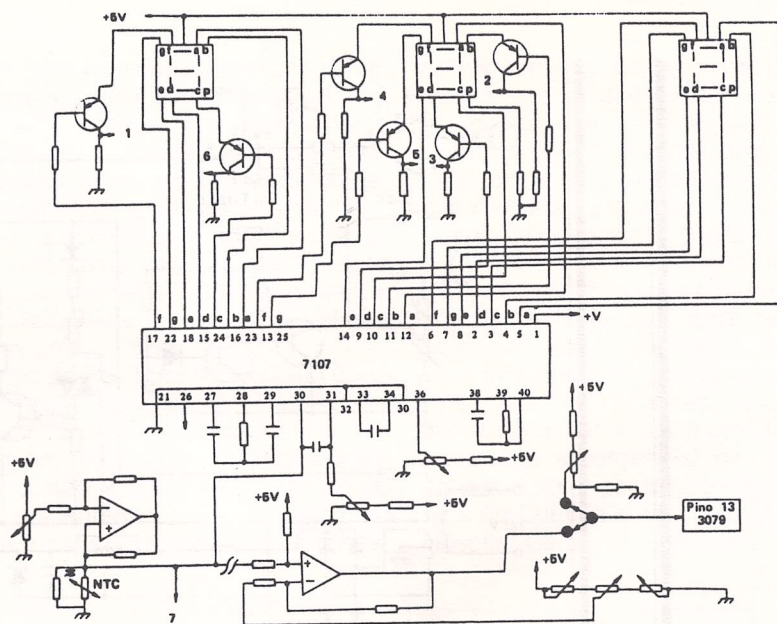 +5V
g f a b
e d c p
g f a b
e d c p
g f a b
e d c p
1
6
4
5
2
3
f g e d c b a f g
17 22 18 15 24 16 23 13 25
e d c b a
14 9 10 11 12
f g e d c b a
6 7 8 2 3 4 5 1
+V
7107
21 26 27 28 29 30 31 32 33 34 30 36 38 39 40
+5V
+5V
+5V
+5V
+5V
+5V
NTC
7
Pino 13
3079